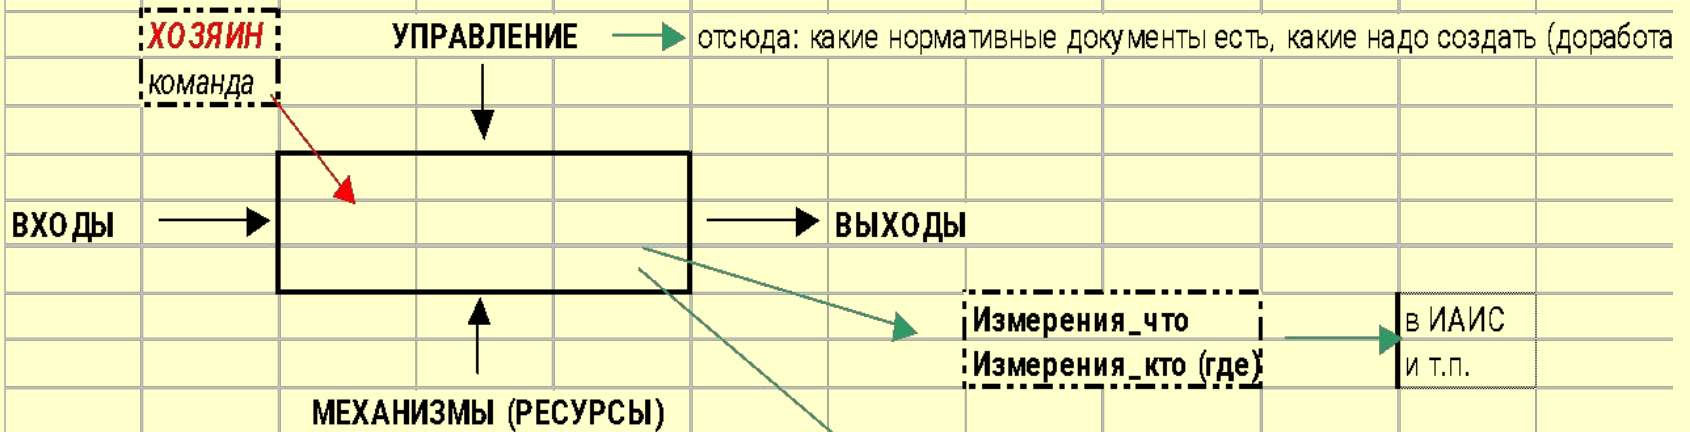 ХОЗЯИН
команда
УПРАВЛЕНИЕ
отсюда: какие нормативные документы есть, какие надо создать (доработа
ВХОДЫ
ВЫХОДЫ
Измерения_что
Измерения_кто (где)
в ИАИС
и т.п.
МЕХАНИЗМЫ (РЕСУРСЫ)